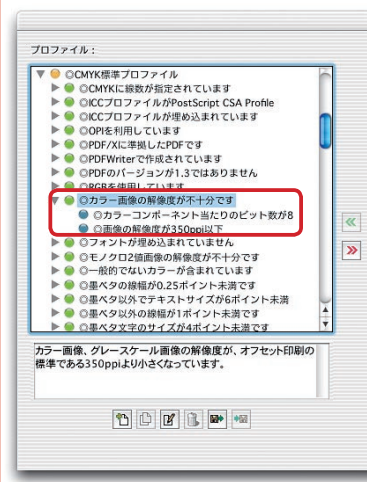 プロファイル：
◎CMYK標準プロファイル
◎CMYKに線数が指定されています
◎ICCプロファイルがPostScript CSA Profile
◎ICCプロファイルが埋め込まれています
◎OPIを利用しています
◎PDF/Xに準拠したPDFです
◎PDFWriterで作成されています
◎PDFのバージョンが1.3ではありません
◎RGBを使用しています
◎カラー画像の解像度が不十分です
◎カラーコンポーネント当たりのビット数が8
◎画像の解像度が350ppi以下
◎フォントが埋め込まれていません
◎モノクロ2値画像の解像度が不十分です
◎一般的でないカラーが含まれています
◎墨ベタの線幅が0.25ポイント未満です
◎墨ベタ以外でテキストサイズが6ポイント未満
◎墨ベタ以外の線幅が1ポイント未満です
◎墨ベタ文字のサイズが4ポイント未満です
カラー画像、グレースケール画像の解像度が、オフセット印刷の
標準である350ppiより小さくなっています。